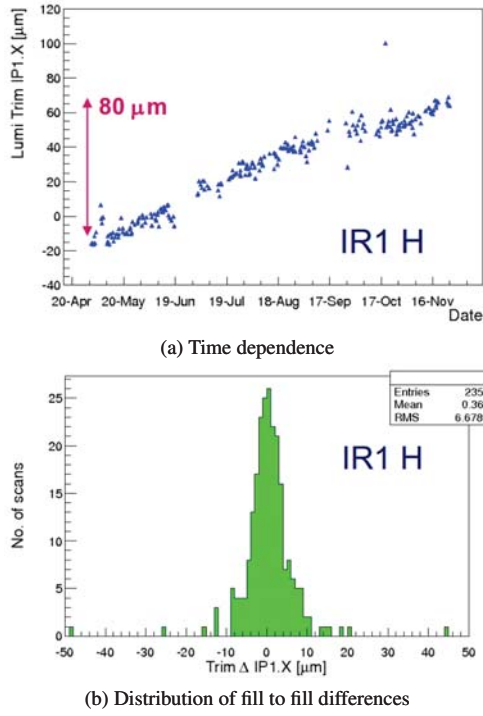 Lumi Trim IP1.X [μm]
120
100
80
60
40
20
0
-20
-40
80 μm
IR1 H
20-Apr 20-May 19-Jun 19-Jul 18-Aug 17-Sep 17-Oct 16-Nov
Date
(a) Time dependence
No. of scans
25
20
15
10
5
0
Entries 235
Mean 0.36
RMS 6.678
IR1 H
-50 -40 -30 -20 -10 0 10 20 30 40 50
Trim Δ IP1.X [μm]
(b) Distribution of fill to fill differences